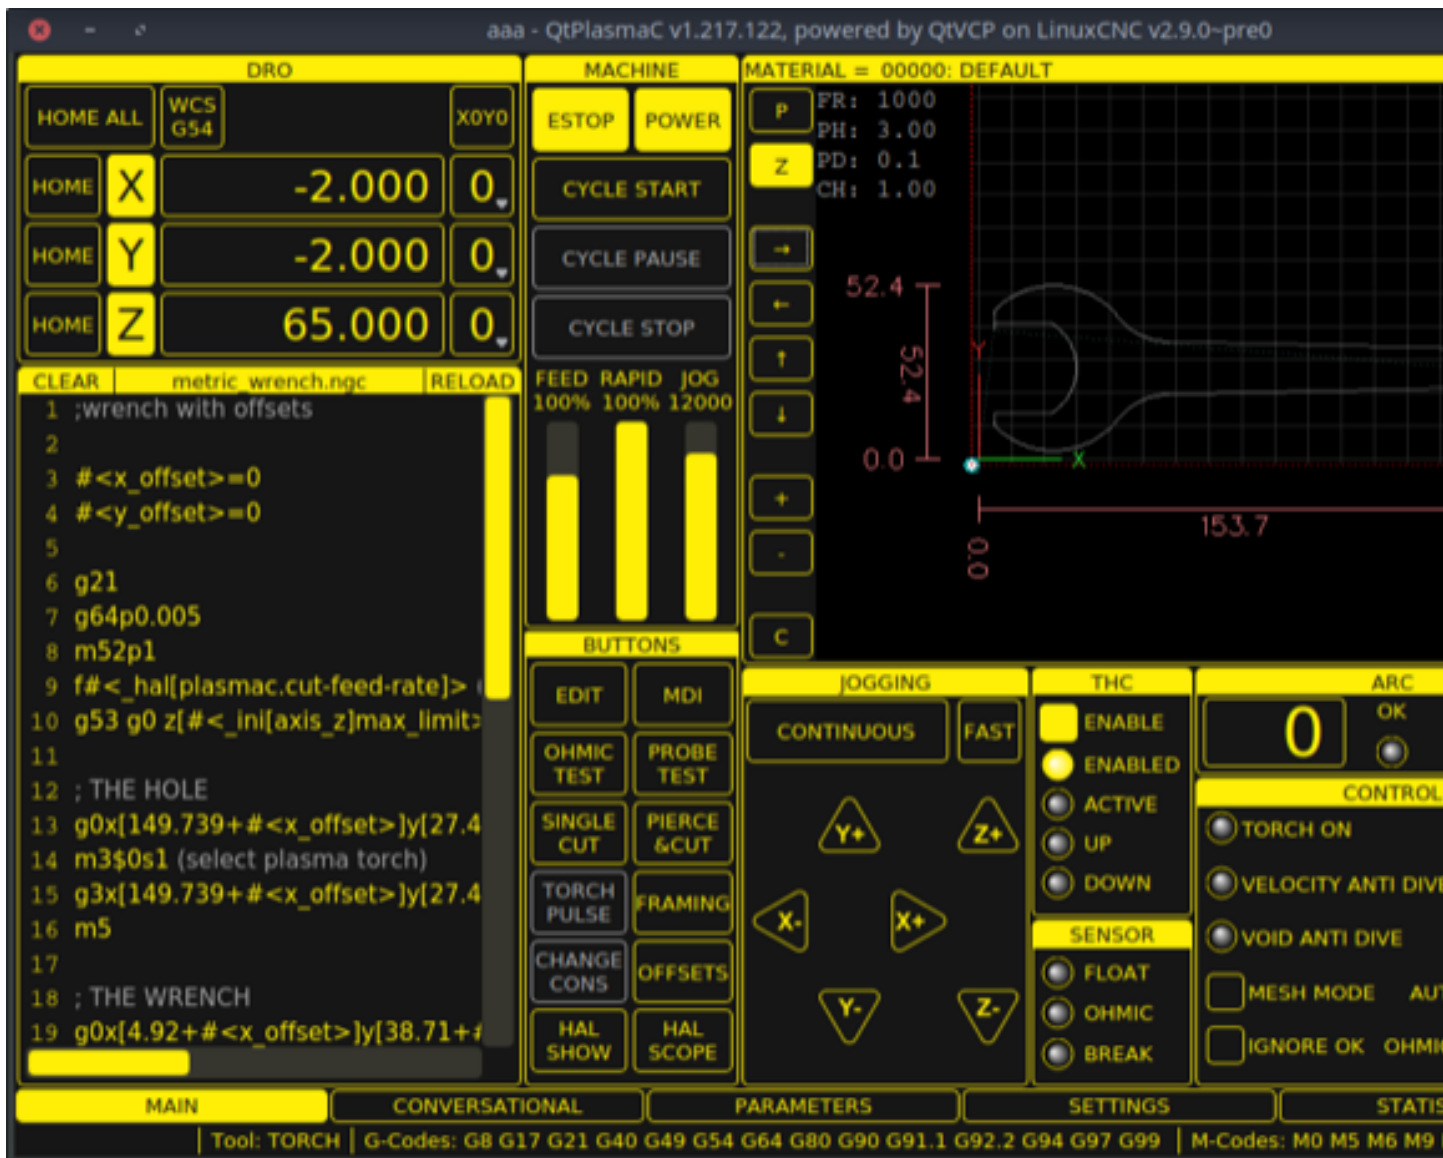 aaa - QtPlasmaC v1.217.122, powered by QtVCP on LinuxCNC v2.9.0~pre0
DRO
HOME ALL
WCS
G54
X0Y0
HOME X -2.000 0
HOME Y -2.000 0
HOME Z 65.000 0
CLEAR metric_wrench.ngc RELOAD
1 ;wrench with offsets
2
3 #<x_offset>=0
4 #<y_offset>=0
5
6 g21
7 g64p0.005
8 m52p1
9 f#<_hal[plasmac.cut-feed-rate]> (
10 g53 g0 z[#<_ini[axis_z]max_limit>
11
12 ; THE HOLE
13 g0x[149.739+#<x_offset>]y[27.4
14 m3$0s1 (select plasma torch)
15 g3x[149.739+#<x_offset>]y[27.4
16 m5
17
18 ; THE WRENCH
19 g0x[4.92+#<x_offset>]y[38.71+#
MACHINE
ESTOP POWER
CYCLE START
CYCLE PAUSE
CYCLE STOP
FEED RAPID JOG
100% 100% 12000
BUTTONS
EDIT
MDI
OHMIC
TEST
PROBE
TEST
SINGLE
CUT
PIERCE
&CUT
TORCH
PULSE
FRAMING
CHANGE
CONS
OFFSETS
HAL
SHOW
HAL
SCOPE
MATERIAL = 00000: DEFAULT
P
Z
→
←
↑
↓
+
-
C
FR: 1000
PH: 3.00
PD: 0.1
CH: 1.00
52.4
52.4
0.0
Y
X
153.7
0.0
JOGGING
CONTINUOUS FAST
Y+ Z+
X- X+
Y- Z-
THC
ENABLE
ENABLED
ACTIVE
UP
DOWN
SENSOR
FLOAT
OHMIC
BREAK
ARC
0
OK
CONTROL
TORCH ON
VELOCITY ANTI DIVE
VOID ANTI DIVE
MESH MODE AUT
IGNORE OK OHMIC
MAIN CONVERSATIONAL PARAMETERS SETTINGS STATIS
Tool: TORCH G-Codes: G8 G17 G21 G40 G49 G54 G64 G80 G90 G91.1 G92.2 G94 G97 G99 M-Codes: M0 M5 M6 M9